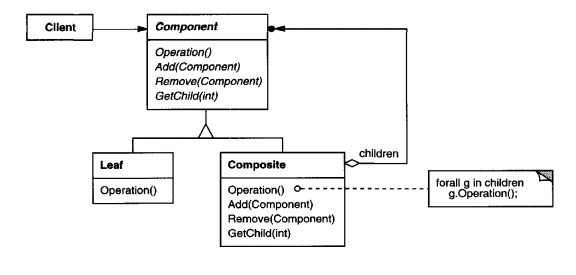 Client
Component
Operation()
Add(Component)
Remove(Component)
GetChild(int)
children
Leaf
Operation()
Composite
Operation()
Add(Component)
Remove(Component)
GetChild(int)
forall g in children
g.Operation();